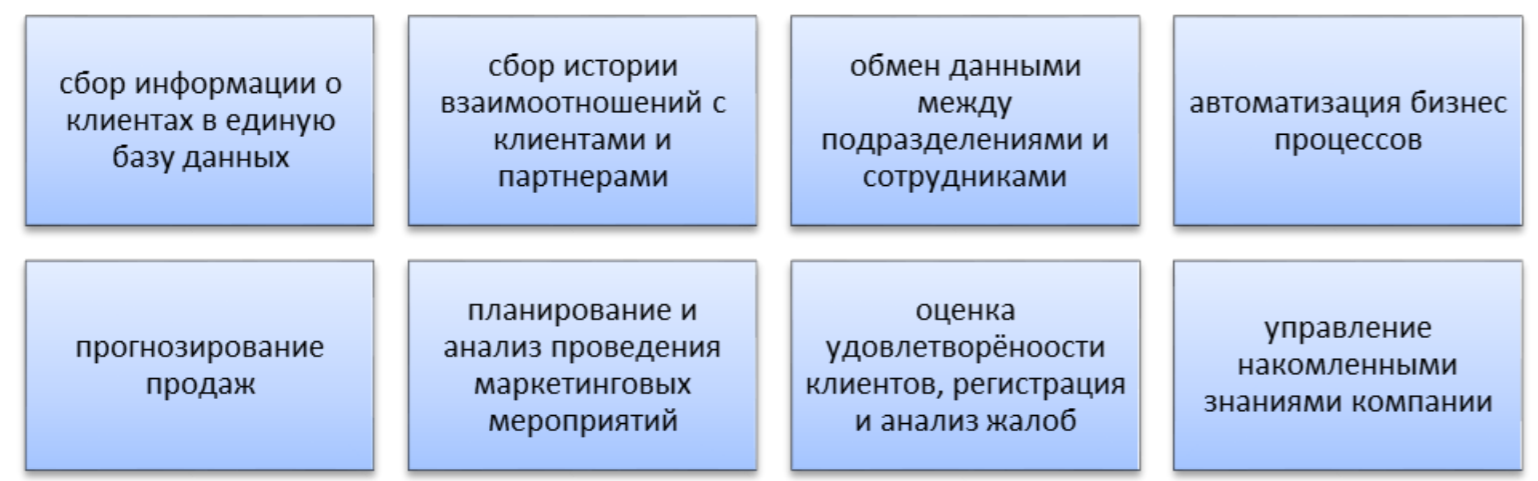 сбор информации о
клиентах в единую
базу данных
сбор истории
взаимоотношений с
клиентами и
партнерами
обмен данными
между
подразделениями и
сотрудниками
автоматизация бизнес
процессов
прогнозирование
продаж
планирование и
анализ проведения
маркетинговых
мероприятий
оценка
удовлетворёноости
клиентов, регистрация
и анализ жалоб
управление
накомленными
знаниями компании